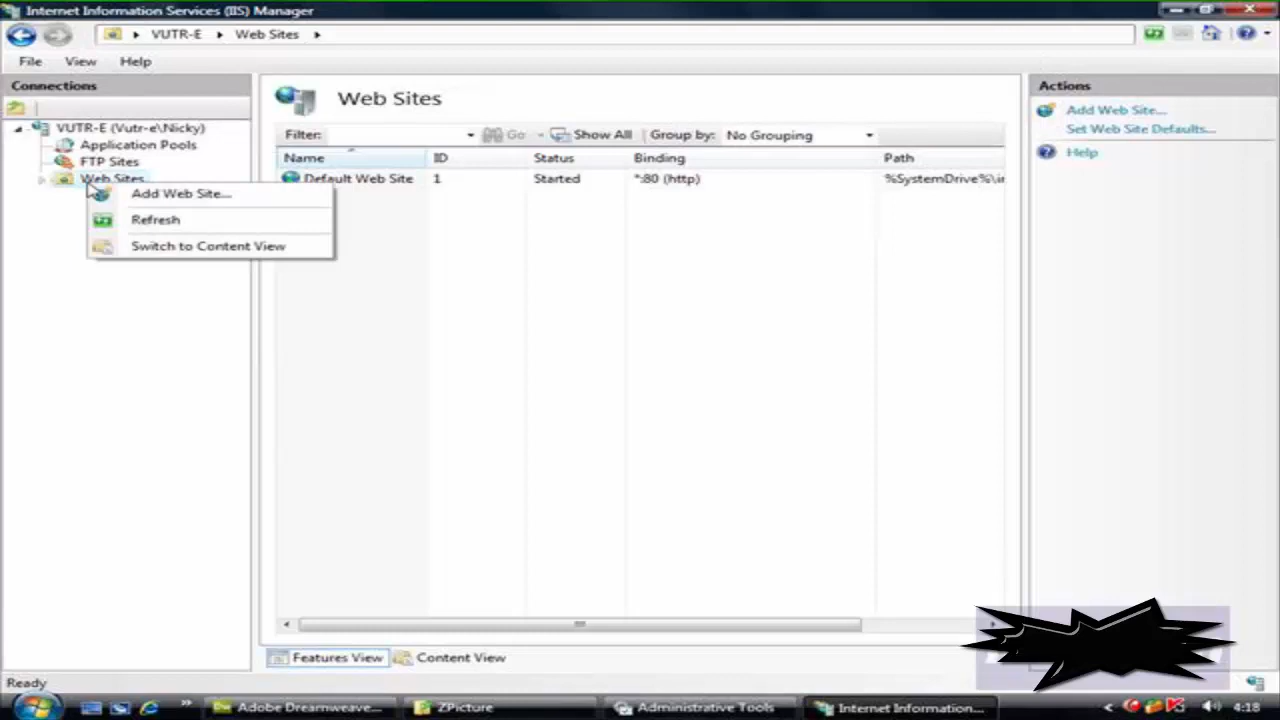 Internet Information Services (IIS) Manager
VUTR-E
Web Sites
File View Help
Connections
VUTR-E (Vutr-e\Nicky)
Application Pools
FTP Sites
Web Sites
Add Web Site...
Refresh
Switch to Content View
Web Sites
Filter: Go Show All Group by: No Grouping
Name ID Status Binding Path
Default Web Site 1 Started *:80 (http) %SystemDrive%\i
Features View Content View
Actions
Add Web Site...
Set Web Site Defaults...
Help
Ready
Adobe Dreamweave... ZPicture Administrative Tools Internet Information... 4:18